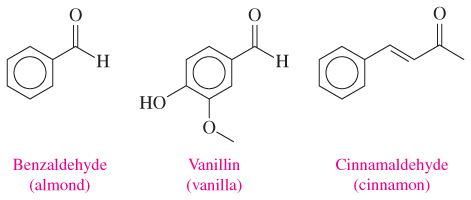 O
H
Benzaldehyde
(almond)
O
H
HO
O
Vanillin
(vanilla)
O
Cinnamaldehyde
(cinnamon)